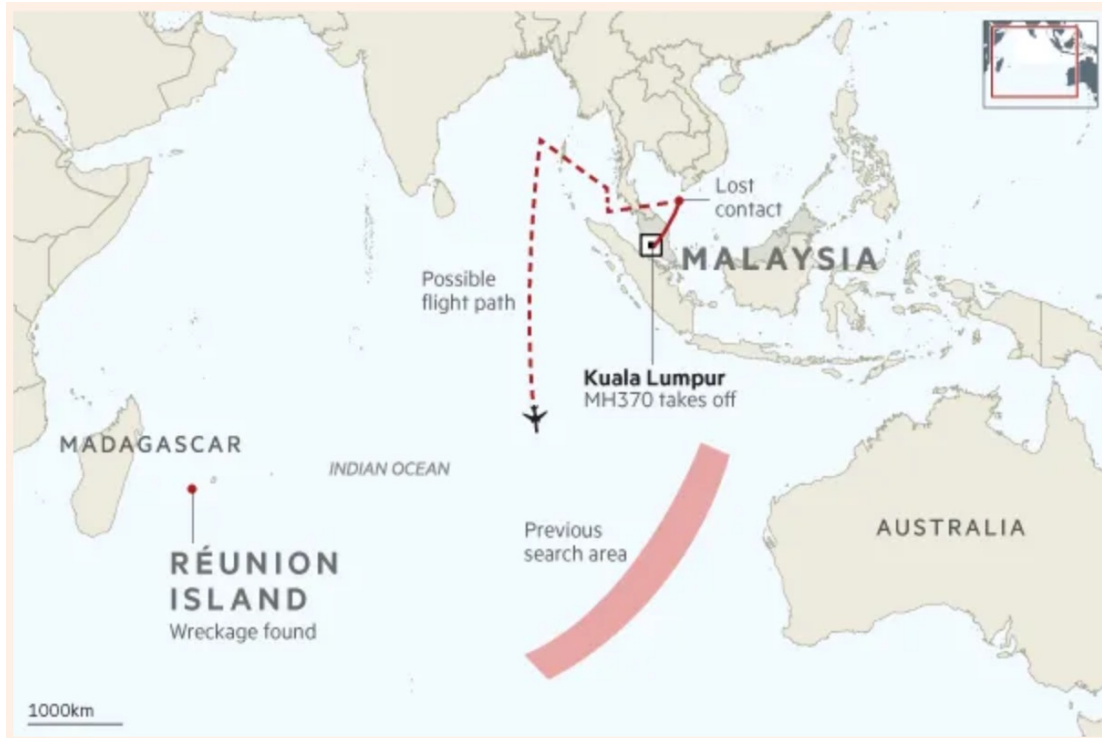 Lost
contact
MALAYSIA
Possible
flight path
Kuala Lumpur
MH370 takes off
MADAGASCAR
INDIAN OCEAN
Previous
search area
AUSTRALIA
RÉUNION
ISLAND
Wreckage found
1000km